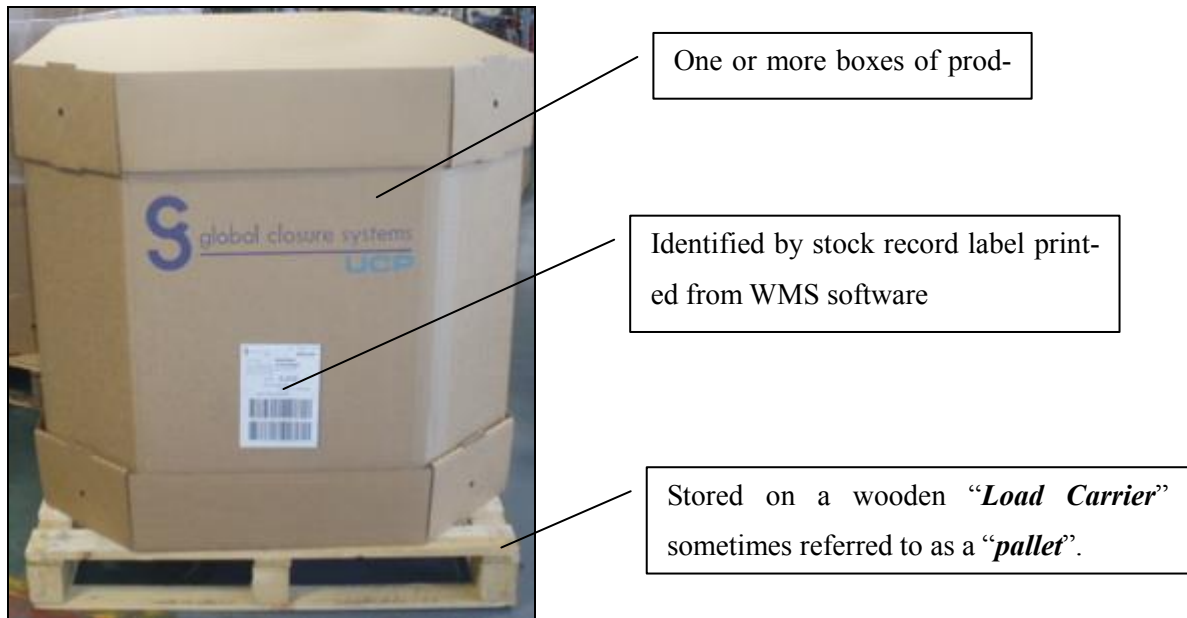 One or more boxes of prod-
global closure systems
UCP
Identified by stock record label print-
ed from WMS software
Stored on a wooden “Load Carier”
sometimes referred to as a “pallet”.